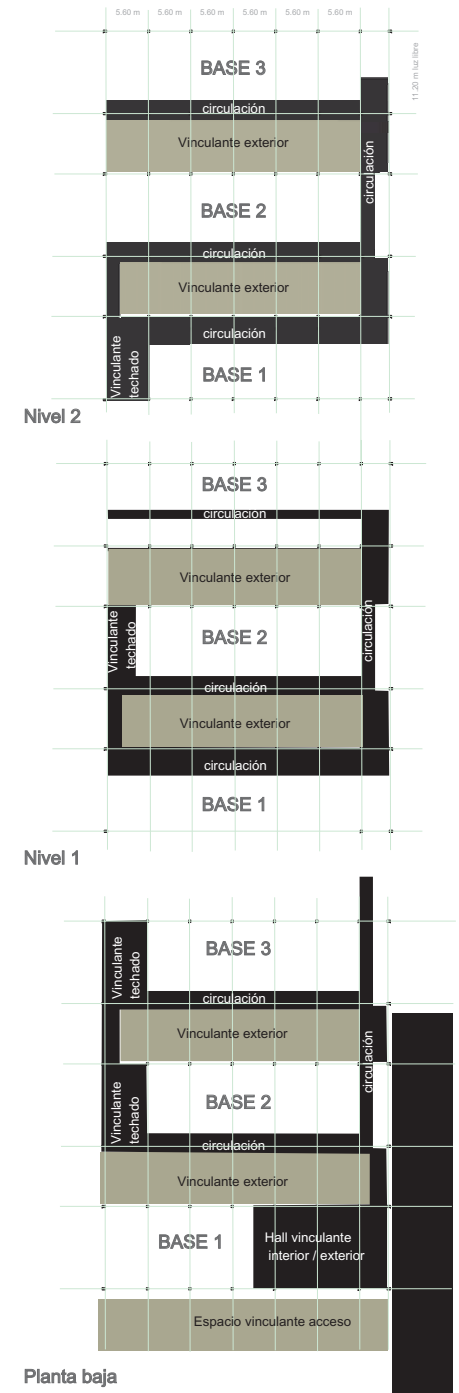 5.60 m 5.60 m 5.60 m 5.60 m 5.60 m 5.60 m
11.20 m luz libre
BASE 3
circulación
Vinculante exterior
circulación
BASE 2
circulación
Vinculante exterior
circulación
Vinculante
techado
BASE 1
Nivel 2
BASE 3
circulación
Vinculante exterior
Vinculante
techado
BASE 2
circulación
circulación
Vinculante exterior
circulación
BASE 1
Nivel 1
Vinculante
techado
BASE 3
circulación
Vinculante exterior
circulación
Vinculante
techado
BASE 2
circulación
Vinculante exterior
BASE 1
Hall vinculante
interior / exterior
Espacio vinculante acceso
Planta baja